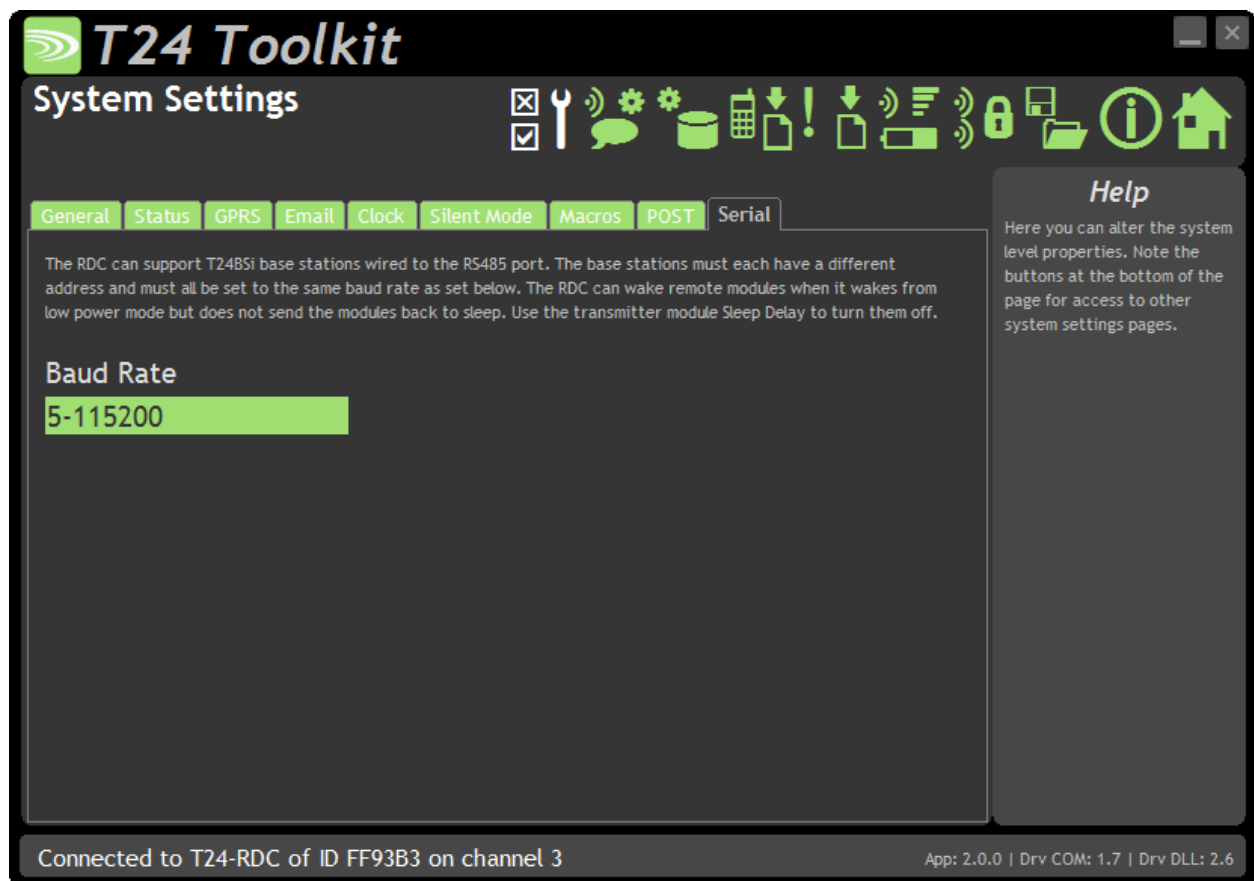 T24 Toolkit
System Settings
General Status GPRS Email Clock Silent Mode Macros POST Serial
The RDC can support T24BSi base stations wired to the RS485 port. The base stations must each have a different
address and must all be set to the same baud rate as set below. The RDC can wake remote modules when it wakes from
low power mode but does not send the modules back to sleep. Use the transmitter module Sleep Delay to turn them off.
Baud Rate
5-115200
Help
Here you can alter the system
level properties. Note the
buttons at the bottom of the
page for access to other
system settings pages.
Connected to T24-RDC of ID FF93B3 on channel 3
App: 2.0.0 | Drv COM: 1.7 | Drv DLL: 2.6